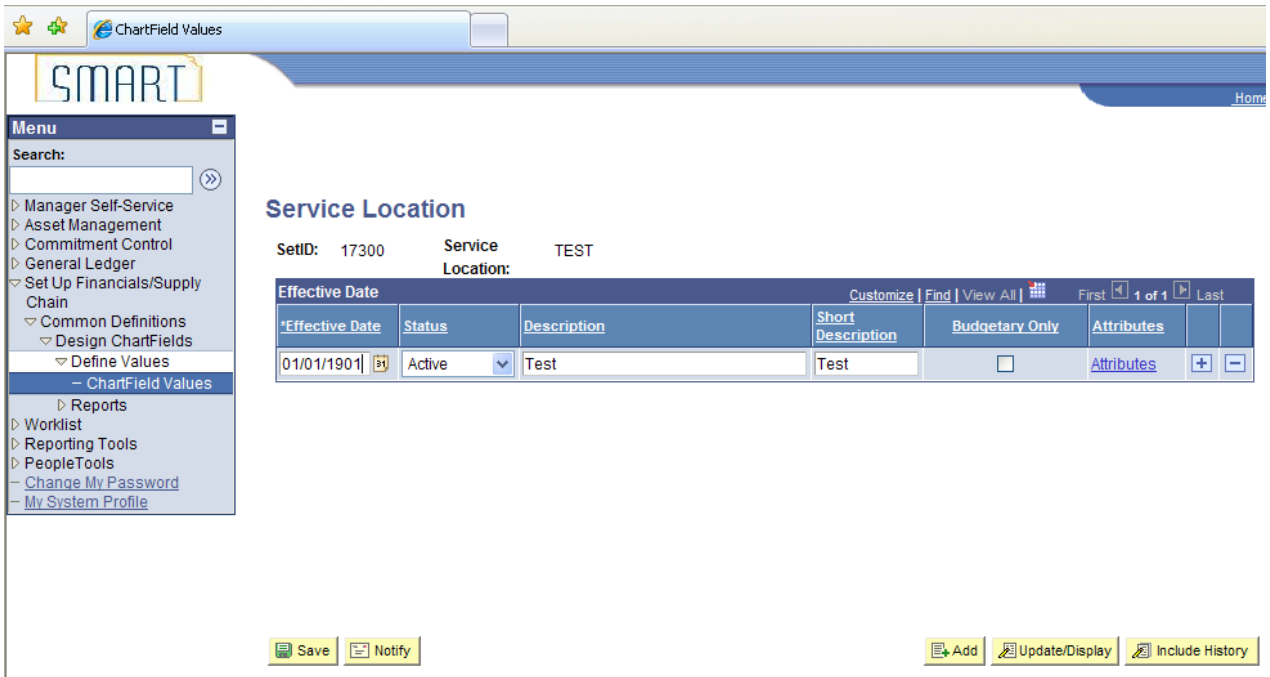 ChartField Values
SMART
Home
Menu
Search:
Manager Self-Service
Asset Management
Commitment Control
General Ledger
Set Up Financials/Supply
Chain
Common Definitions
Design ChartFields
Define Values
– ChartField Values
Reports
Worklist
Reporting Tools
PeopleTools
– Change My Password
– My System Profile
Service Location
SetID: 17300 Service Location: TEST
Effective Date Customize | Find | View All | First 1 of 1 Last
*Effective Date Status Description Short Description Budgetary Only Attributes
01/01/1901 31 Active Test Test Attributes + -
Save Notify Add Update/Display Include History